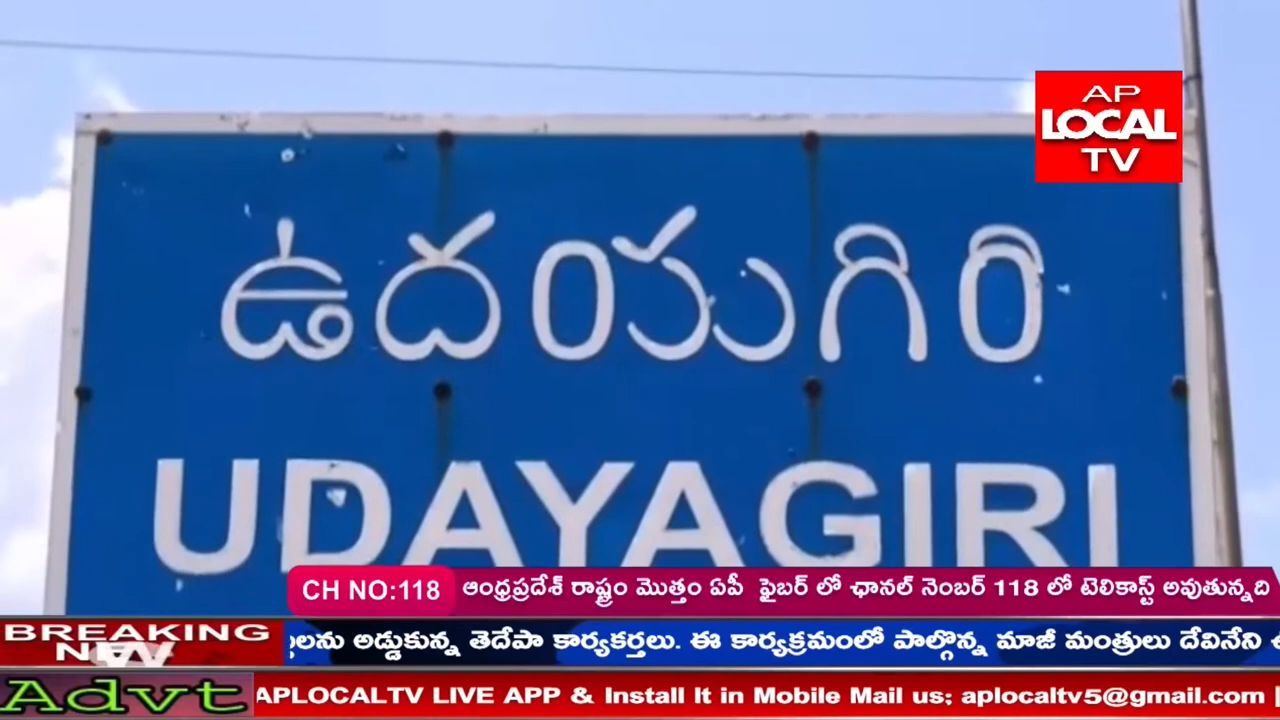 AP
LOCAL
TV
ఉదయగిరి
UDAYAGIRI
CH NO:118 ఆంధ్రప్రదేశ్ రాష్ట్రం మొత్తం ఏపీ ఫైబర్ లో ఛానల్ నెంబర్ 118 లో టెలికాస్ట్ అవుతున్నది
BREAKING
అడ్డుకున్న తెదేపా కార్యకర్తలు. ఈ కార్యక్రమంలో పాల్గొన్న మాజీ మంత్రులు దేవినేని
Advt APLOCALTV LIVE APP & Install It in Mobile Mail us; aplocaltv5@gmail.com